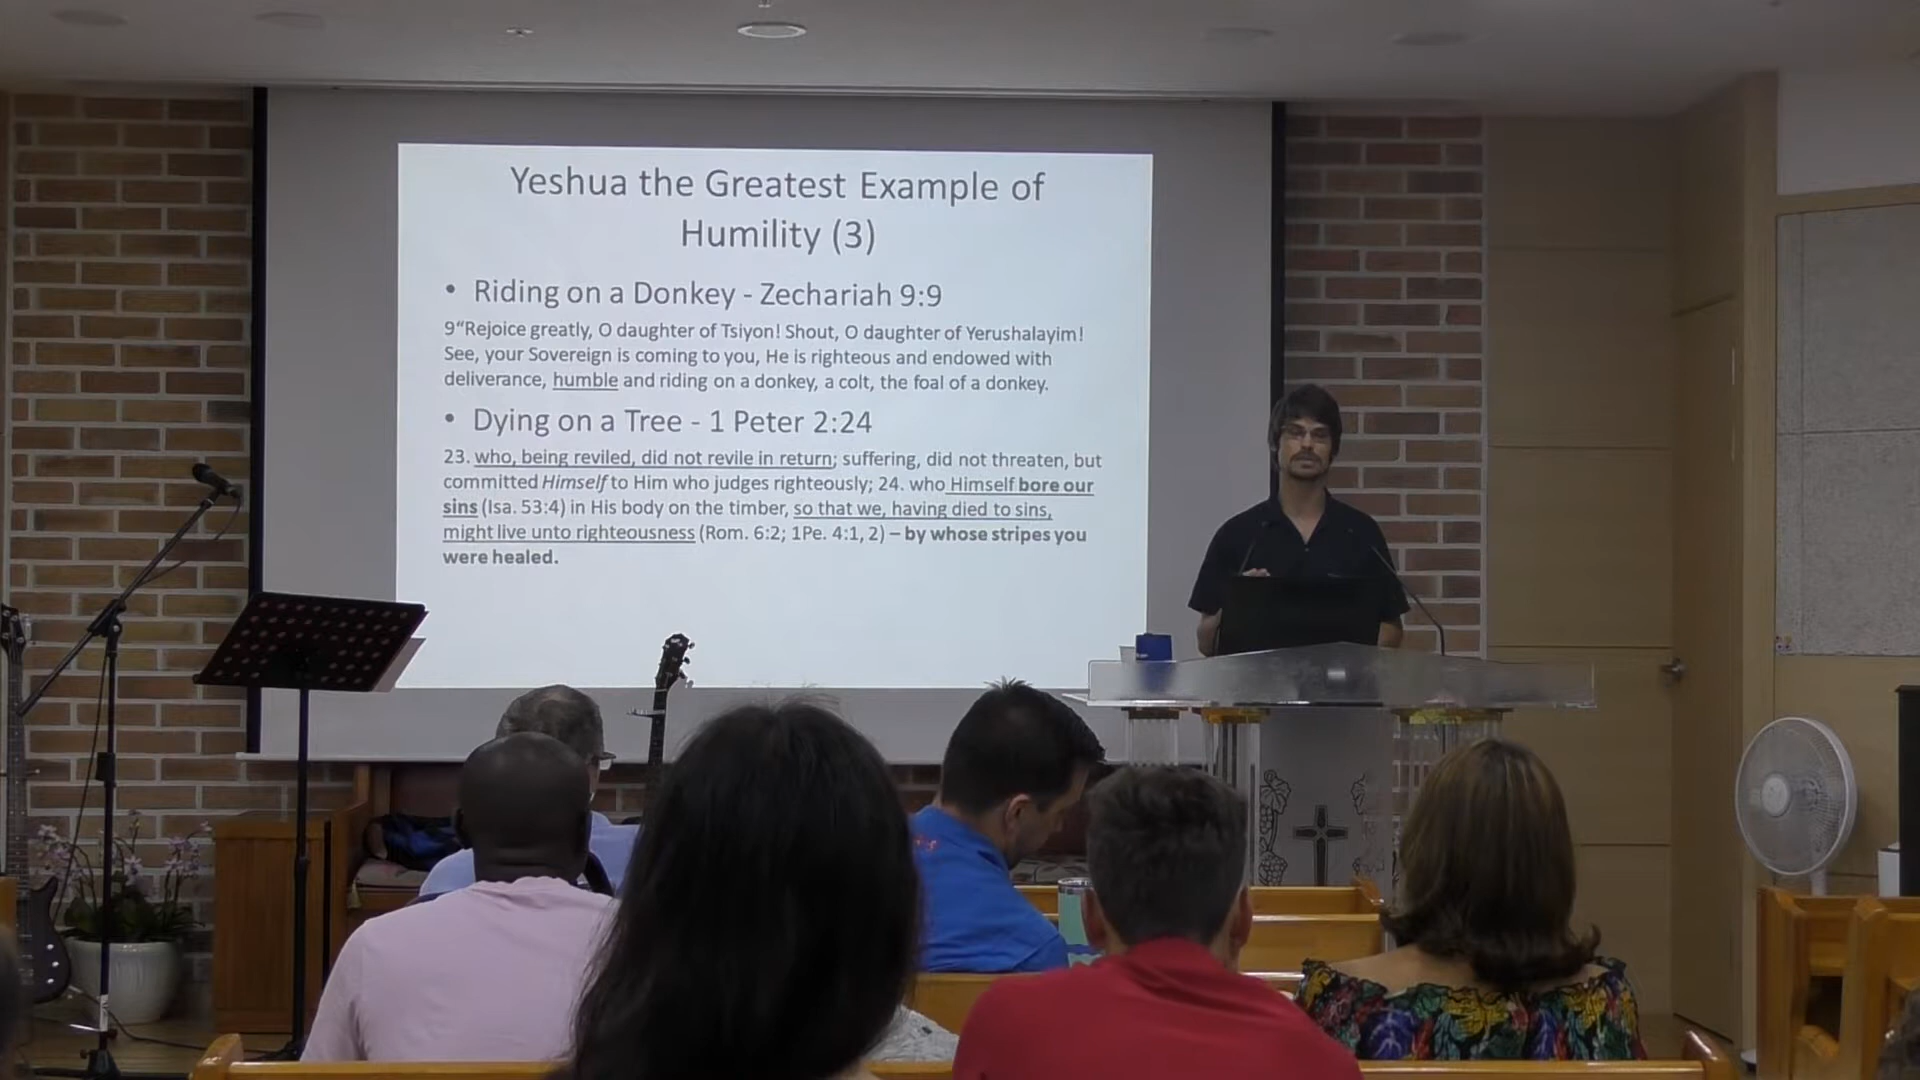 Yeshua the Greatest Example of
Humility (3)
• Riding on a Donkey - Zechariah 9:9
9“Rejoice greatly, O daughter of Tsiyon! Shout, O daughter of Yerushalayim!
See, your Sovereign is coming to you, He is righteous and endowed with
deliverance, humble and riding on a donkey, a colt, the foal of a donkey.
• Dying on a Tree - 1 Peter 2:24
23. who, being reviled, did not revile in return; suffering, did not threaten, but
committed Himself to Him who judges righteously; 24. who Himself bore our
sins (Isa. 53:4) in His body on the timber, so that we, having died to sins,
might live unto righteousness (Rom. 6:2; 1Pe. 4:1, 2) – by whose stripes you
were healed.